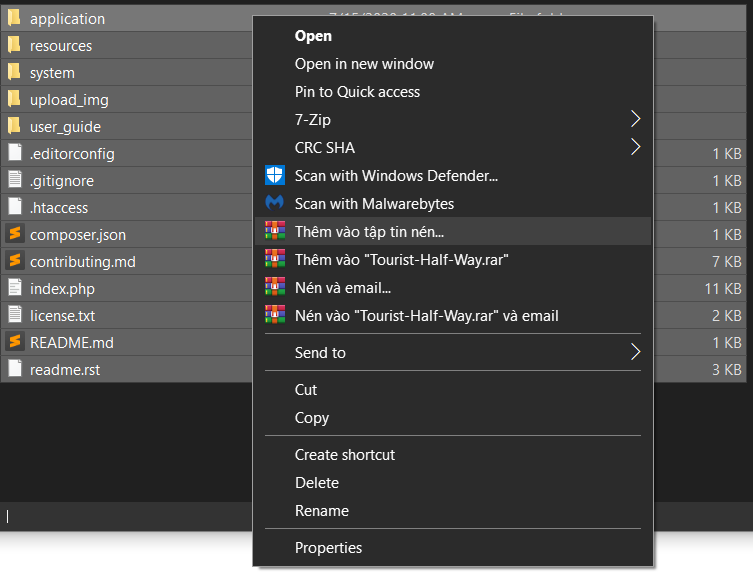 application
resources
system
upload_img
user_guide
.editorconfig 1 KB
.gitignore 1 KB
.htaccess 1 KB
composer.json 1 KB
contributing.md 7 KB
index.php 11 KB
license.txt 2 KB
README.md 1 KB
readme.rst 3 KB
Open
Open in new window
Pin to Quick access
7-Zip
CRC SHA
Scan with Windows Defender...
Scan with Malwarebytes
Thêm vào tập tin nén...
Thêm vào "Tourist-Half-Way.rar"
Nén và email...
Nén vào "Tourist-Half-Way.rar" và email
Send to
Cut
Copy
Create shortcut
Delete
Rename
Properties